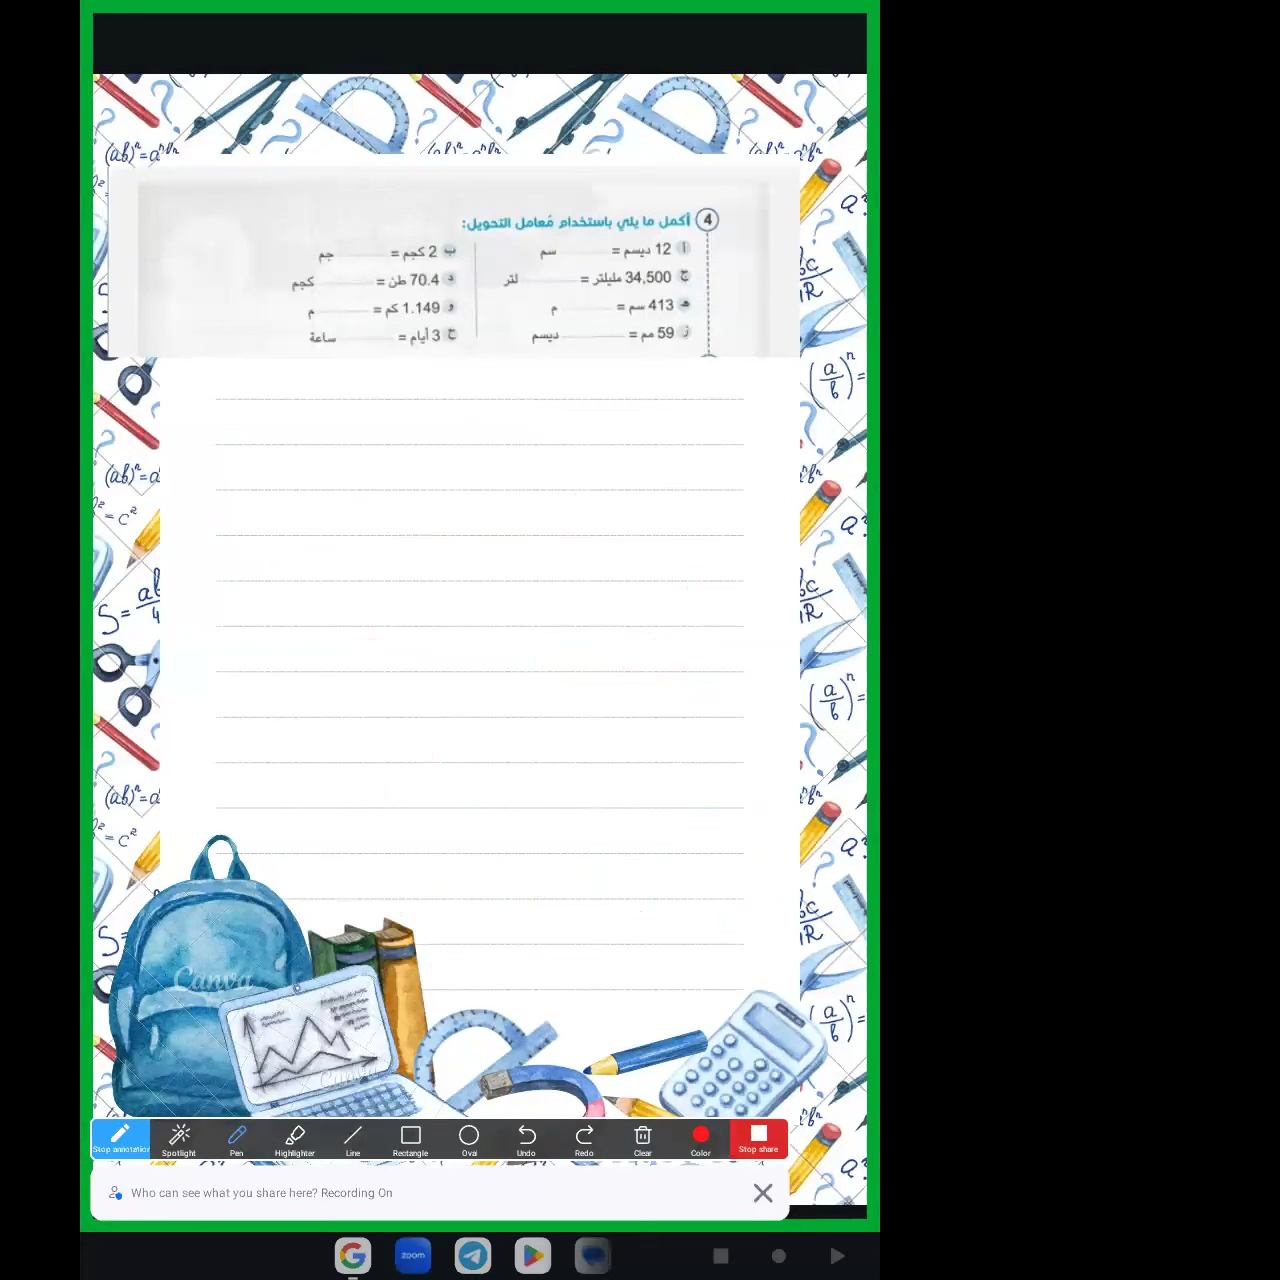 4 أكمل ما يلي باستخدام مُعامل التحويل:
أ 12 ديسم = ........ سم
ب 2 كجم = ........ جم
ج 34,500 مليلتر = ........ لتر
د 70.4 طن = ........ كجم
هـ 413 سم = ........ م
و 1.149 كم = ........ م
ز 59 مم = ........ ديسم
ح 3 أيام = ........ ساعة
Canva
Stop annotation
Spotlight
Pen
Highlighter
Line
Rectangle
Oval
Undo
Redo
Clear
Color
Stop share
Who can see what you share here? Recording On
zoom